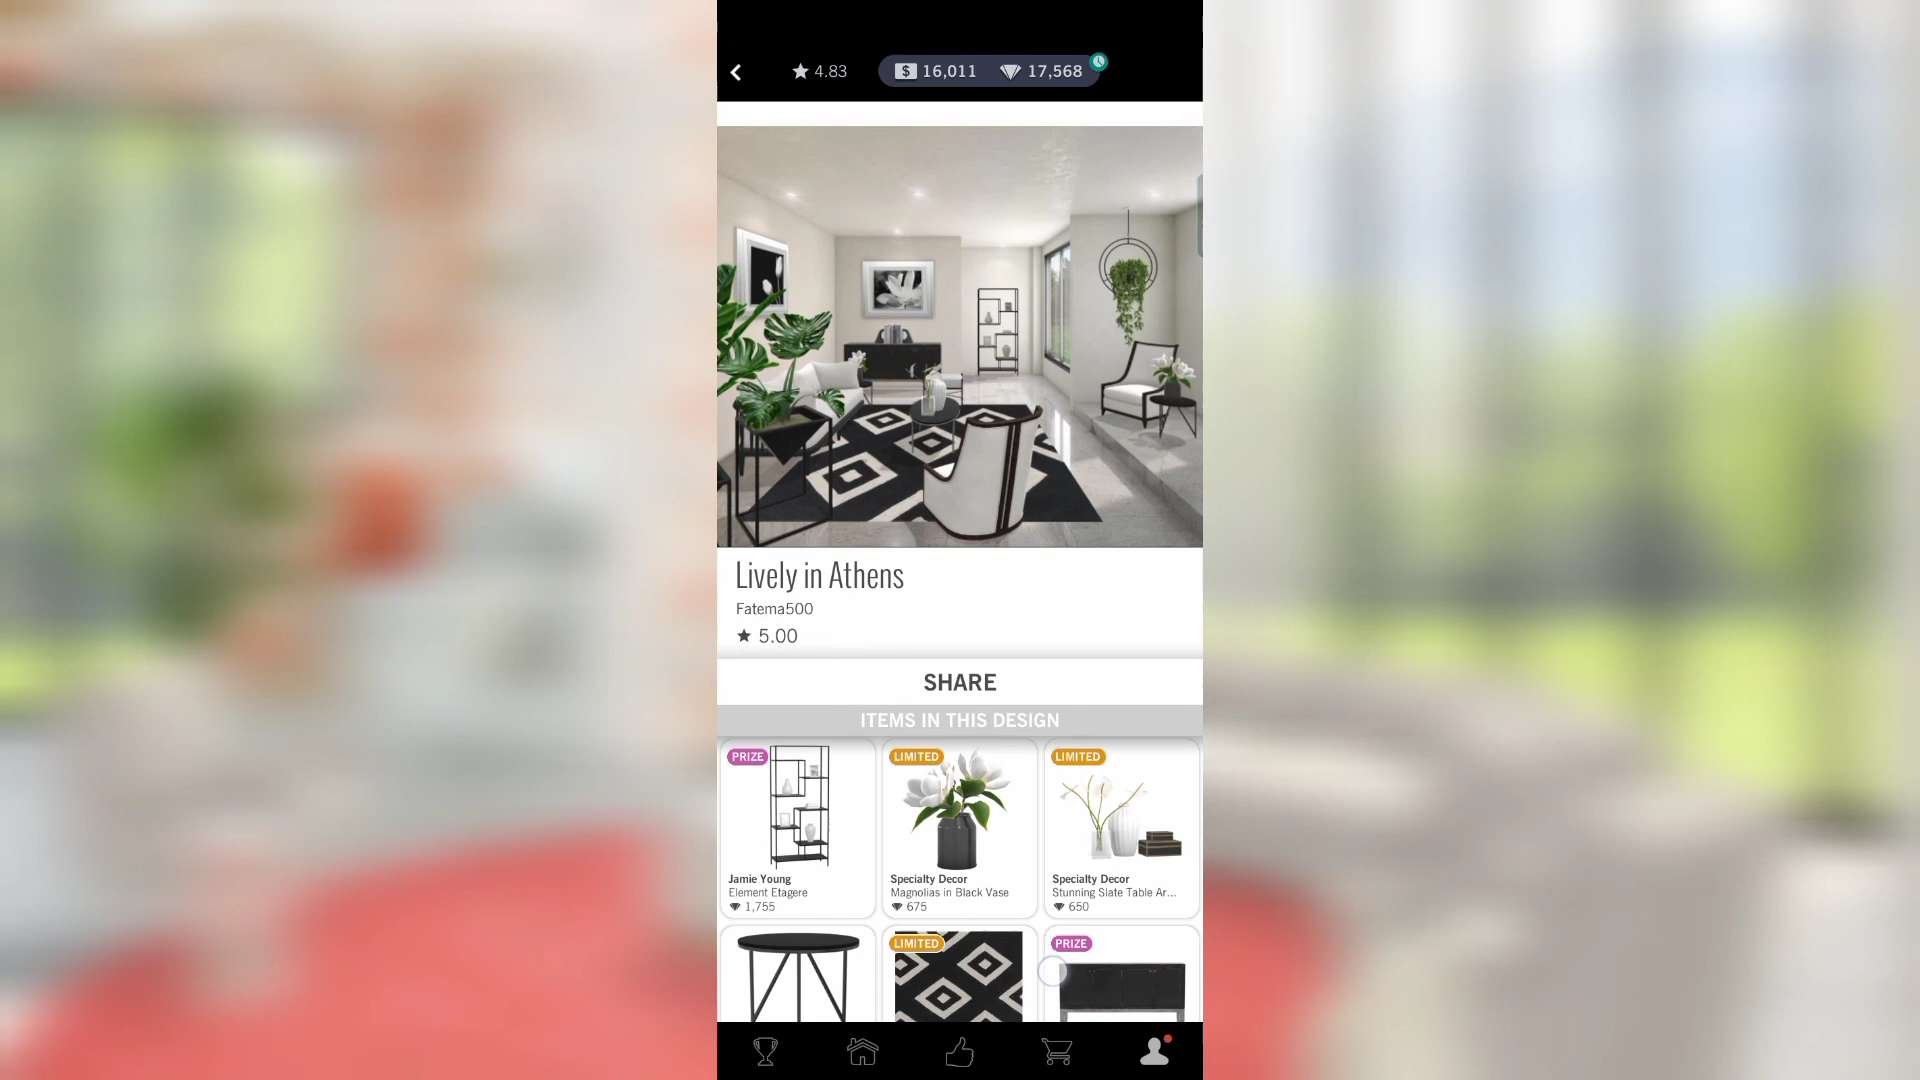 4.83
$ 16,011 17,568
Lively in Athens
Fatema500
5.00
SHARE
ITEMS IN THIS DESIGN
PRIZE
Jamie Young
Element Etagere
1,755
LIMITED
Specialty Decor
Magnolias in Black Vase
675
LIMITED
Specialty Decor
Stunning Slate Table Ar...
650
LIMITED
PRIZE